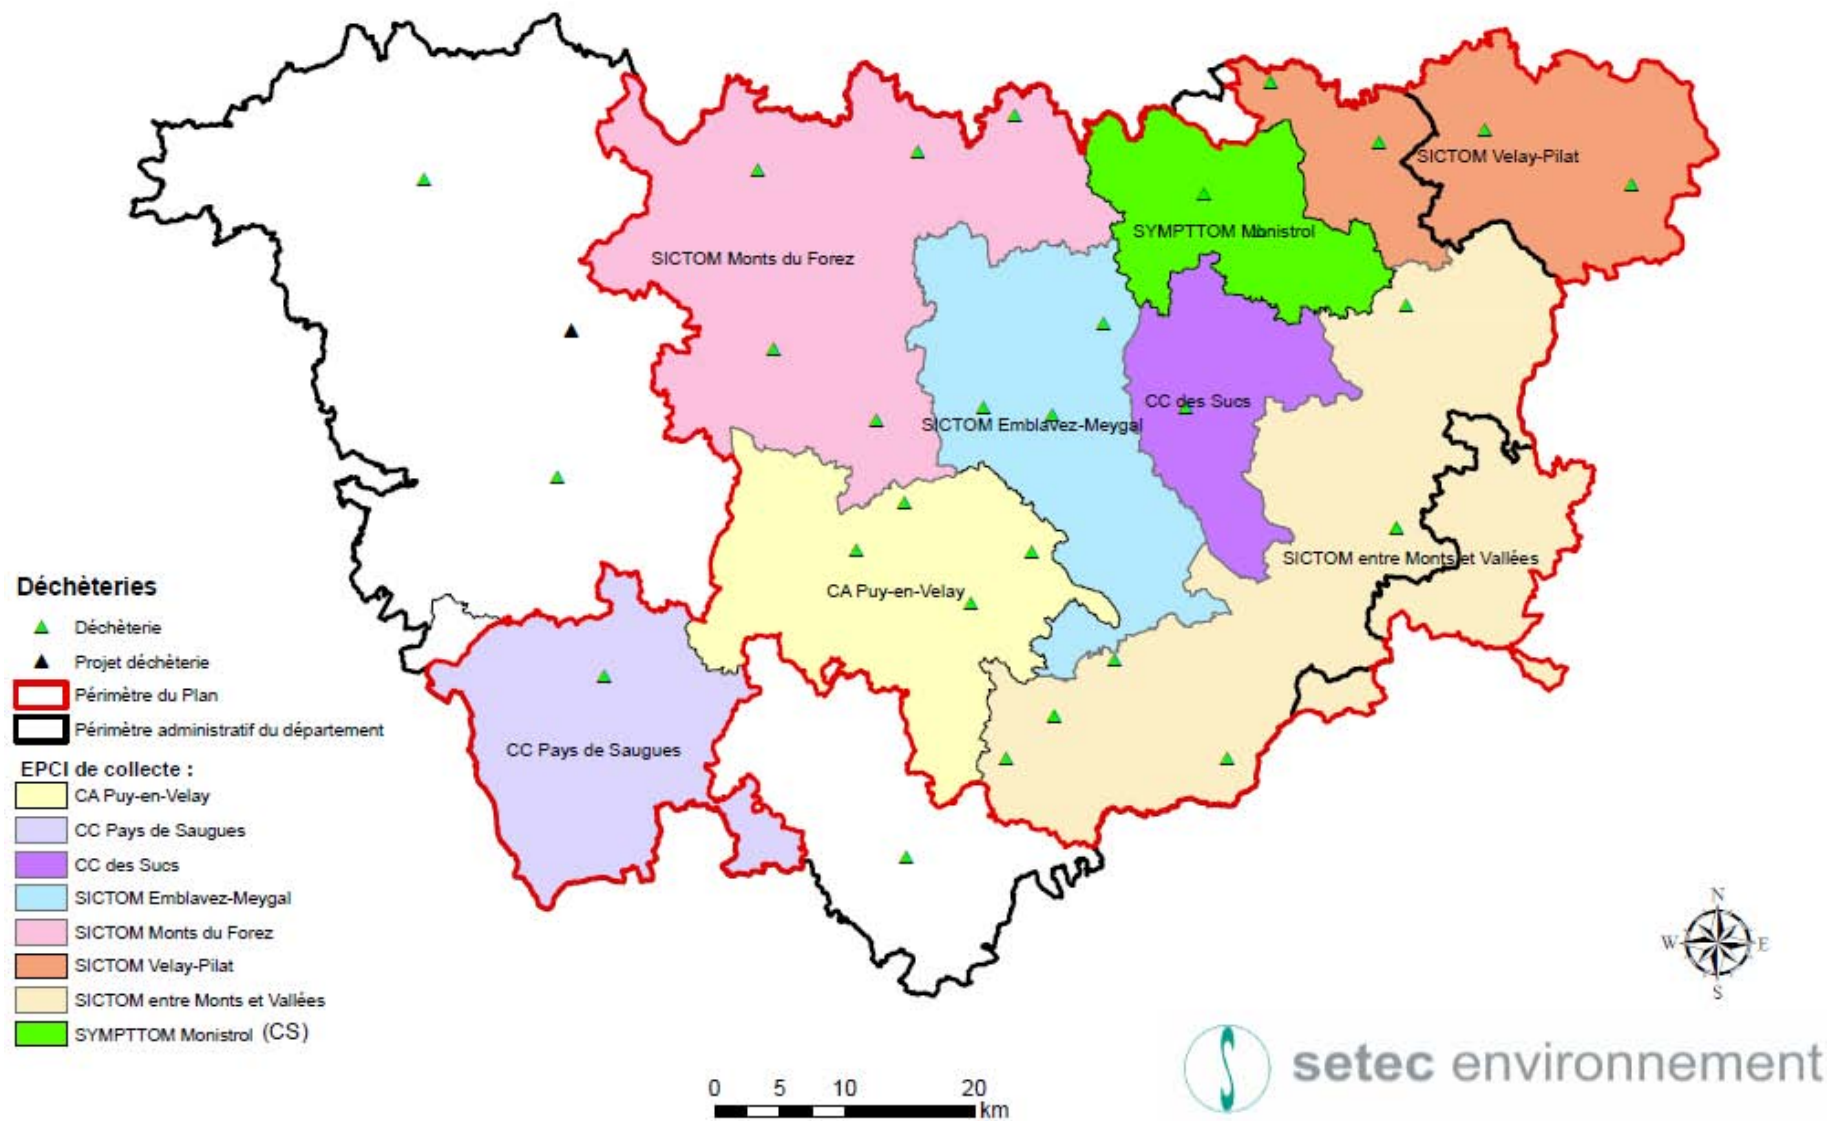 SICTOM Velay-Pilat
SYMPTTOM Monistrol
SICTOM Monts du Forez
CC des Sucs
SICTOM Emblavez-Meygal
SICTOM entre Monts et Vallées
CA Puy-en-Velay
CC Pays de Saugues
Déchèteries
Déchèterie
Projet déchèterie
Périmètre du Plan
Périmètre administratif du département
EPCI de collecte :
CA Puy-en-Velay
CC Pays de Saugues
CC des Sucs
SICTOM Emblavez-Meygal
SICTOM Monts du Forez
SICTOM Velay-Pilat
SICTOM entre Monts et Vallées
SYMPTTOM Monistrol (CS)
N
W E
S
setec environnement
0 5 10 20
km